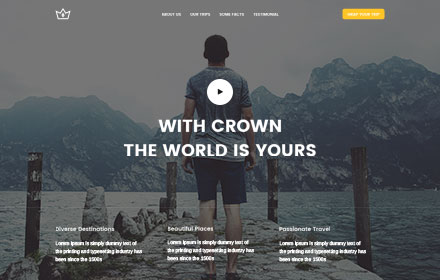 ABOUT US OUR TRIPS SOME FACTS TESTIMONIAL
WITH CROWN
THE WORLD IS YOURS
Diverse Destinations
Lorem Ipsum is simply dummy text of
the printing and typesetting industry has
been since the 1500s
Beautiful Places
Lorem Ipsum is simply dummy text of
the printing and typesetting industry has
been since the 1500s
Passionate Travel
Lorem Ipsum is simply dummy text of
the printing and typesetting industry has
been since the 1500s